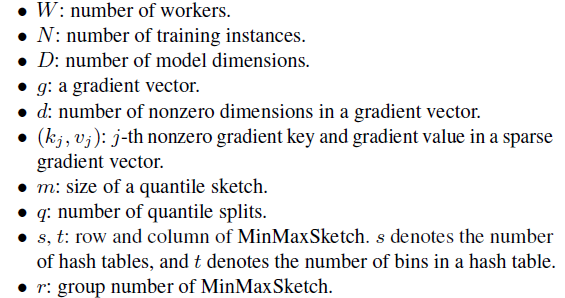 • W: number of workers.
• N: number of training instances.
• D: number of model dimensions.
• g: a gradient vector.
• d: number of nonzero dimensions in a gradient vector.
• (k_j, v_j): j-th nonzero gradient key and gradient value in a sparse
gradient vector.
• m: size of a quantile sketch.
• q: number of quantile splits.
• s, t: row and column of MinMaxSketch. s denotes the number
of hash tables, and t denotes the number of bins in a hash table.
• r: group number of MinMaxSketch.